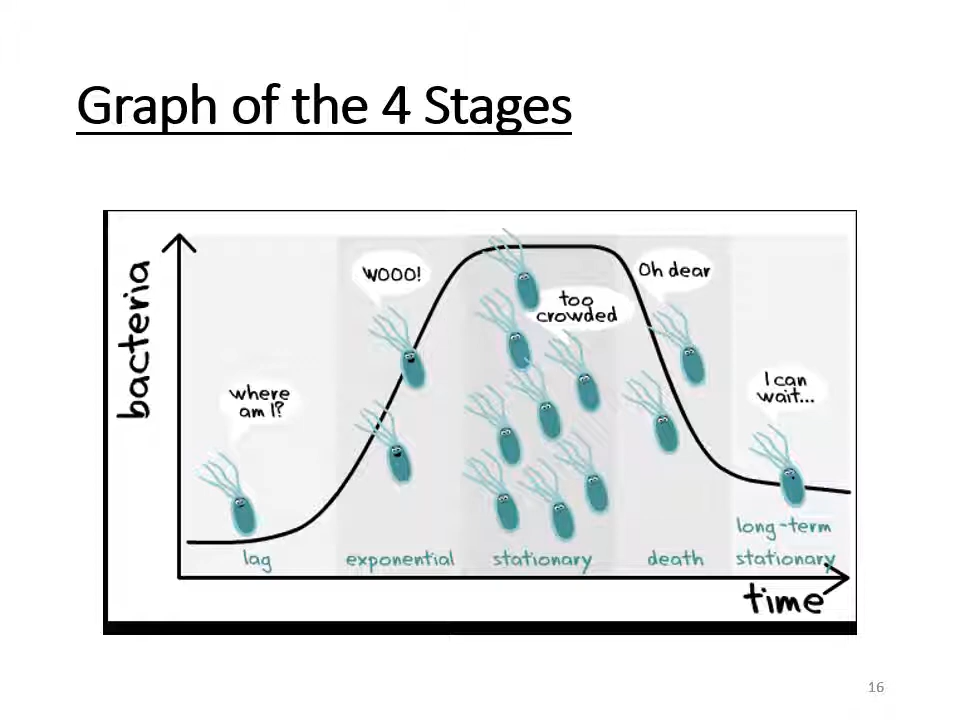 Graph of the 4 Stages
bacteria
where
am I?
WOOO!
too
crowded
Oh dear
I can
wait...
lag
exponential
stationary
death
long-term
stationary
time
16